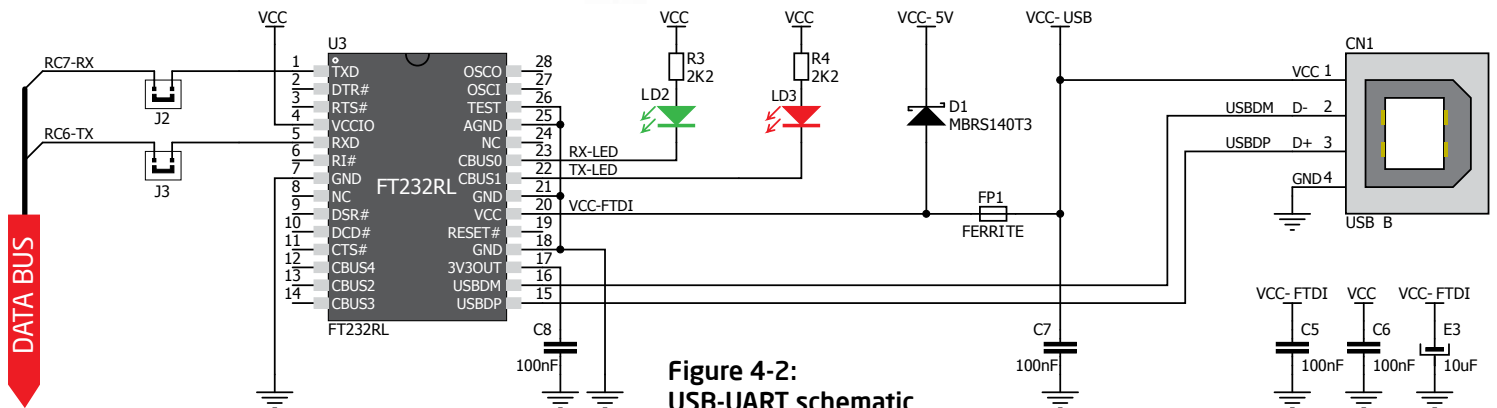 VCC
VCC
VCC
VCC- 5V
VCC- USB
U3
CN1
RC7-RX
J2
RC6-TX
J3
DATA BUS
1 TXD
2 DTR#
3 RTS#
4 VCCIO
5 RXD
6 RI#
7 GND
8 NC
9 DSR#
10 DCD#
11 CTS#
12 CBUS4
13 CBUS2
14 CBUS3
FT232RL
OSCO 28
OSCI 27
TEST 26
AGND 25
NC 24
CBUS0 23 RX-LED
CBUS1 22 TX-LED
GND 21
VCC 20 VCC-FTDI
RESET# 19
GND 18
3V3OUT 17
USBDM 16
USBDP 15
FT232RL
R3
2K2
LD2
R4
2K2
LD3
D1
MBRS140T3
FP1
FERRITE
VCC 1
USBDM D- 2
USBDP D+ 3
GND 4
USB B
C8
100nF
C7
100nF
VCC- FTDI
C5
100nF
VCC
C6
100nF
VCC- FTDI
E3
10uF
Figure 4-2:
USB-UART schematic